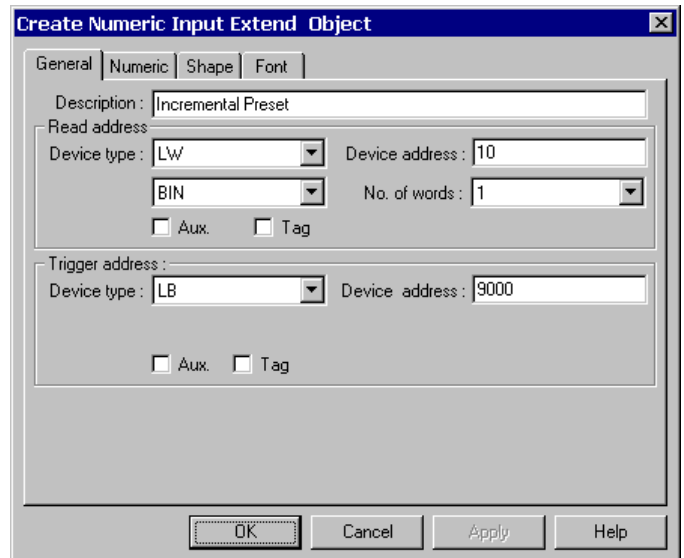 Create Numeric Input Extend Object
General Numeric Shape Font
Description : Incremental Preset
Read address
Device type : LW Device address : 10
BIN No. of words : 1
Aux. Tag
Trigger address :
Device type : LB Device address : 9000
Aux. Tag
OK Cancel Apply Help